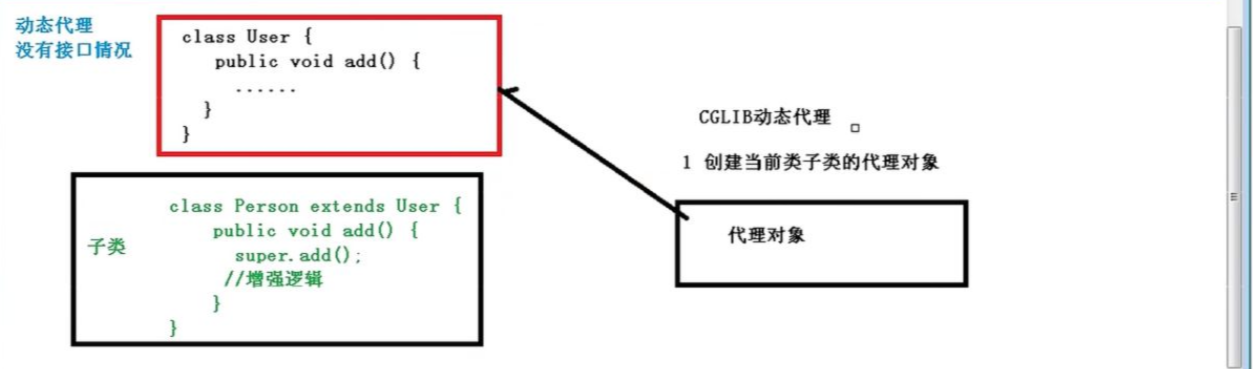 动态代理
没有接口情况
class User {
public void add() {
......
}
}
子类
class Person extends User {
public void add() {
super.add();
//增强逻辑
}
}
CGLIB动态代理
1 创建当前类子类的代理对象
代理对象